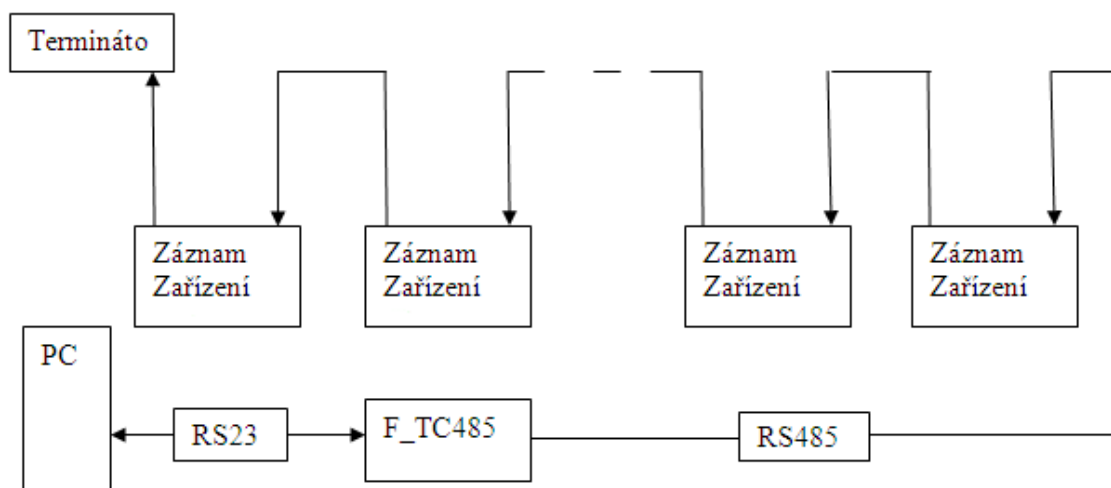 Termináto
Záznam
Zařízení
Záznam
Zařízení
Záznam
Zařízení
Záznam
Zařízení
PC
RS23
F_TC485
RS485